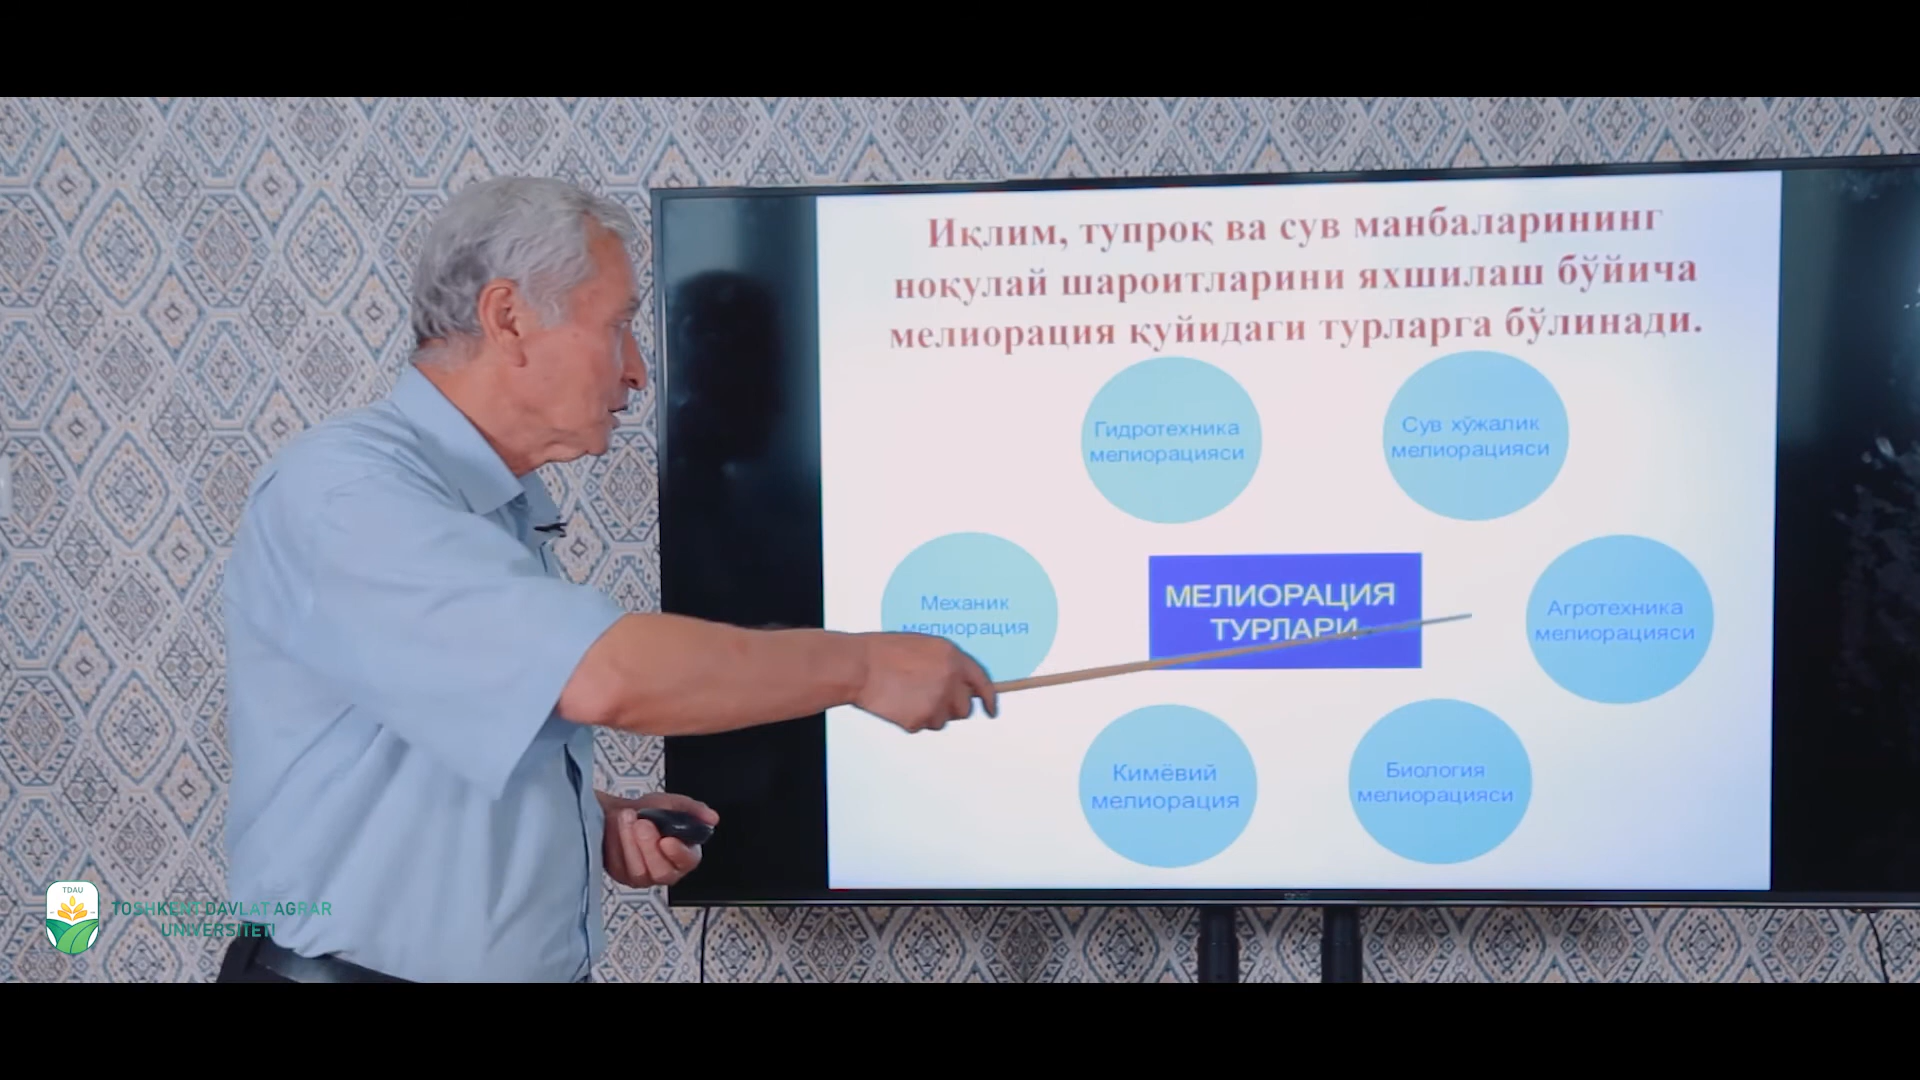 Иқлим, тупроқ ва сув манбаларининг
ноқулай шароитларини яхшилаш бўйича
мелиорация қуйидаги турларга бўлинади.
Гидротехника
мелиорацияси
Сув хўжалик
мелиорацияси
Механик
мелиорация
МЕЛИОРАЦИЯ
ТУРЛАРИ
Агротехника
мелиорацияси
Кимёвий
мелиорация
Биология
мелиорацияси
TDAU
TOSHKENT DAVLAT AGRAR
UNIVERSITETI